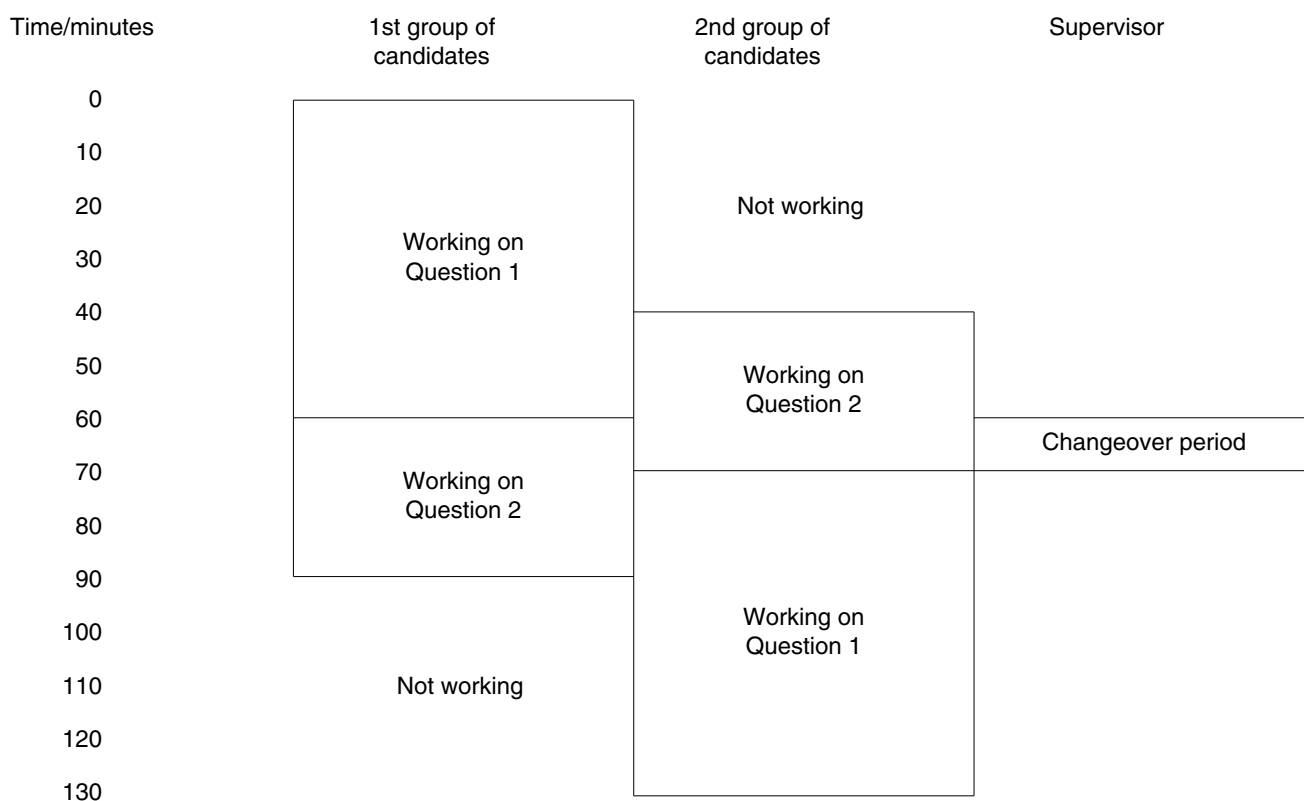 Time/minutes
1st group of
candidates
2nd group of
candidates
Supervisor
0
10
20
30
40
50
60
70
80
90
100
110
120
130
Working on
Question 1
Working on
Question 2
Not working
Not working
Working on
Question 2
Working on
Question 1
Changeover period